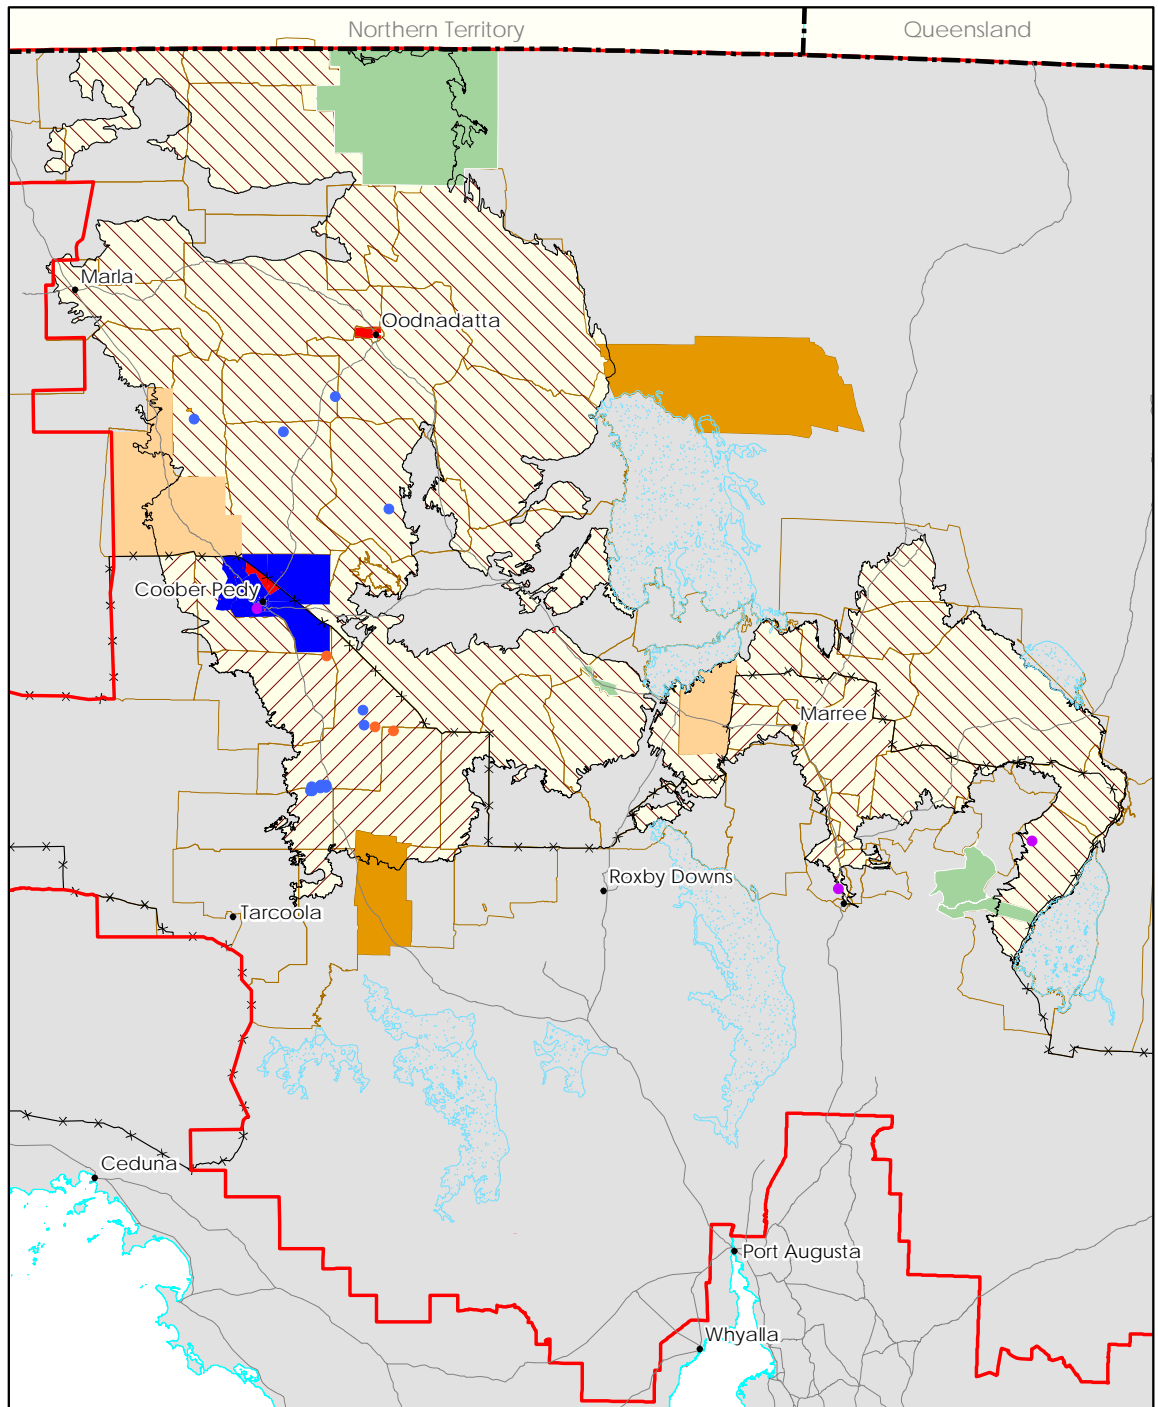 Northern Territory
Queensland
Marla
Oodnadatta
Coober Pedy
Marree
Roxby Downs
Tarcoola
Ceduna
Port Augusta
Whyalla